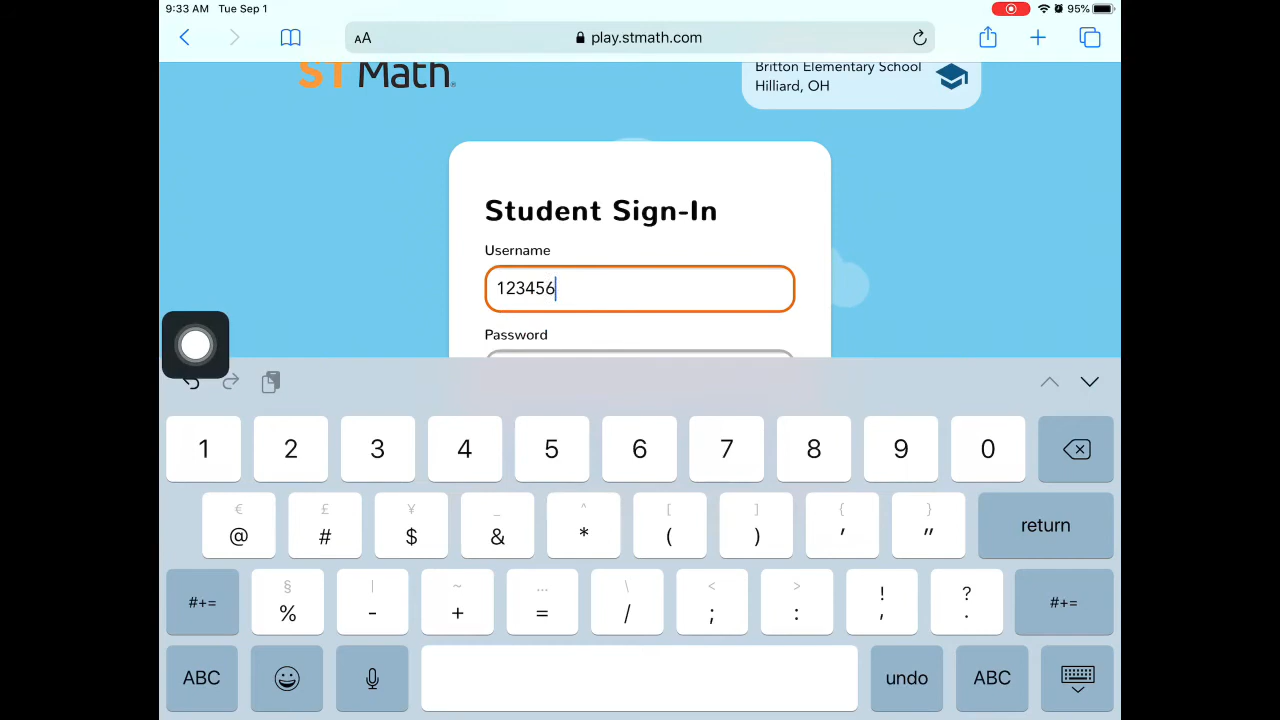 9:33 AM Tue Sep 1 95%
AA play.stmath.com
ST Math®
Britton Elementary School
Hilliard, OH
Student Sign-In
Username
123456
Password
1 2 3 4 5 6 7 8 9 0
€ £ ¥ _ ^ [ ] { }
@ # $ & * ( ) ' " return
§ | ~ ... \ < > ! ?
#+= % - + = / ; : , . #+=
ABC undo ABC